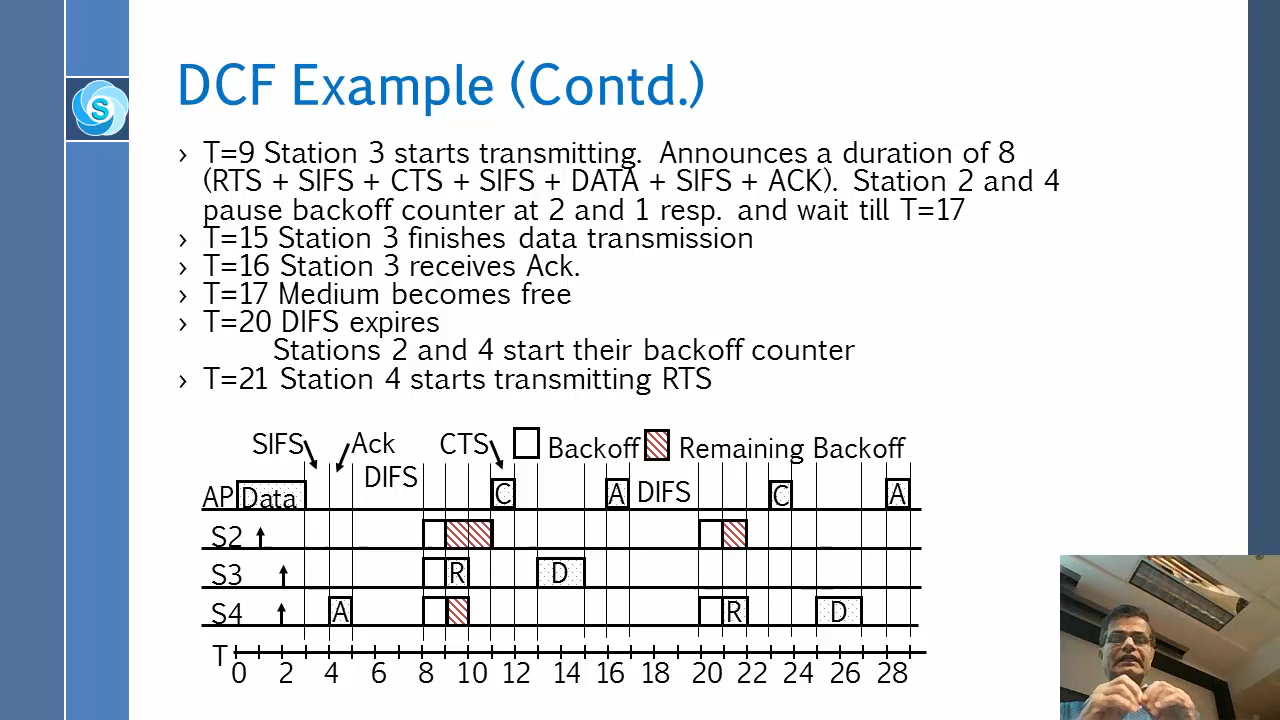 DCF Example (Contd.)
S
› T=9 Station 3 starts transmitting. Announces a duration of 8
(RTS + SIFS + CTS + SIFS + DATA + SIFS + ACK). Station 2 and 4
pause backoff counter at 2 and 1 resp. and wait till T=17
› T=15 Station 3 finishes data transmission
› T=16 Station 3 receives Ack.
› T=17 Medium becomes free
› T=20 DIFS expires
Stations 2 and 4 start their backoff counter
› T=21 Station 4 starts transmitting RTS
SIFS Ack CTS Backoff Remaining Backoff
DIFS
AP Data C A DIFS C A
S2
S3 R D
S4 A R D
T
0 2 4 6 8 10 12 14 16 18 20 22 24 26 28